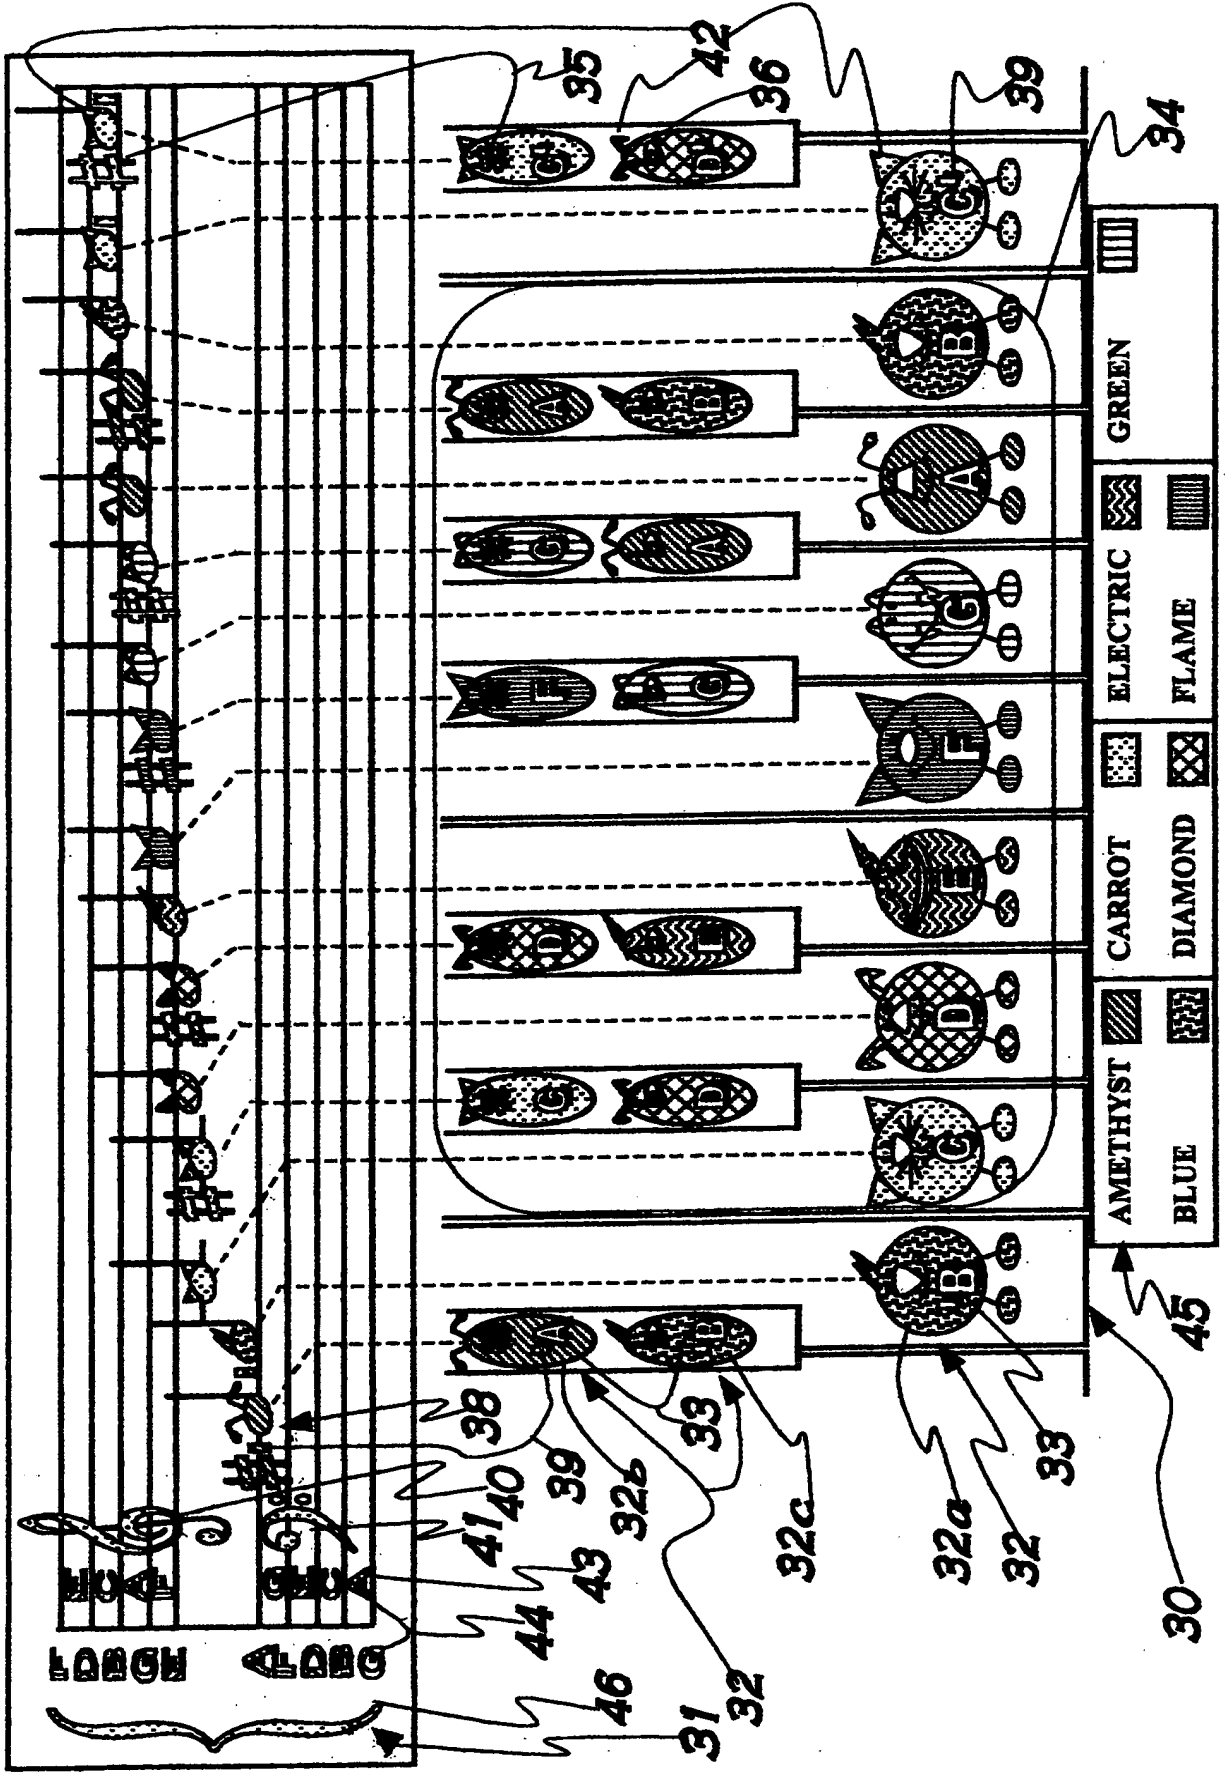 F
E
D
C
B
A
G
F
E
A
G
F
E
D
C
B
A
G
41 40 38
A C D F G A C'
44 43 39 35
46 32b
31 33 42
B D E G A B D'
32 36
32c
B C D E F G A B C'
32a
32 39
33
30 34
45
AMETHYST CARROT ELECTRIC GREEN
BLUE DIAMOND FLAME